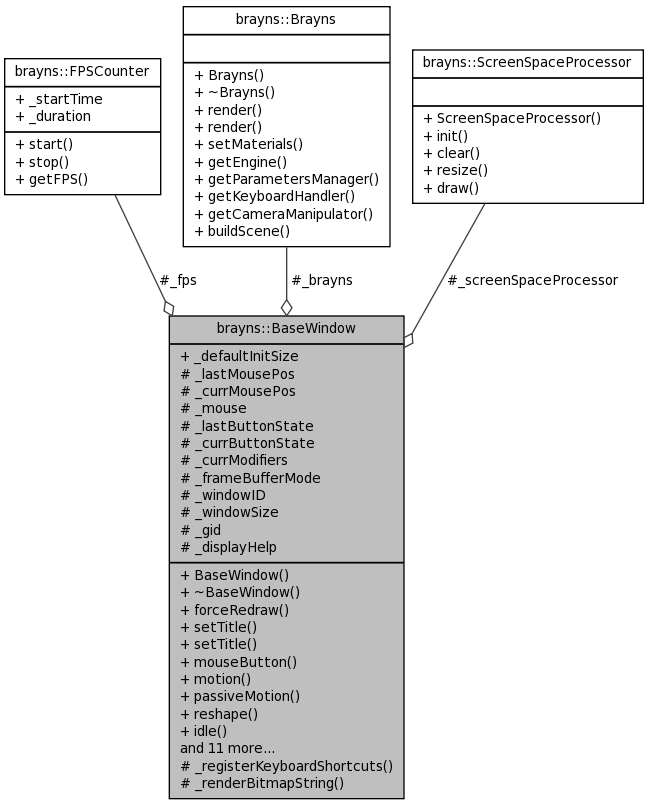 brayns::FPSCounter
+ _startTime
+ _duration
+ start()
+ stop()
+ getFPS()
brayns::Brayns
+ Brayns()
+ ~Brayns()
+ render()
+ render()
+ setMaterials()
+ getEngine()
+ getParametersManager()
+ getKeyboardHandler()
+ getCameraManipulator()
+ buildScene()
brayns::ScreenSpaceProcessor
+ ScreenSpaceProcessor()
+ init()
+ clear()
+ resize()
+ draw()
#_fps
#_brayns
#_screenSpaceProcessor
brayns::BaseWindow
+ _defaultInitSize
# _lastMousePos
# _currMousePos
# _mouse
# _lastButtonState
# _currButtonState
# _currModifiers
# _frameBufferMode
# _windowID
# _windowSize
# _gid
# _displayHelp
+ BaseWindow()
+ ~BaseWindow()
+ forceRedraw()
+ setTitle()
+ setTitle()
+ mouseButton()
+ motion()
+ passiveMotion()
+ reshape()
+ idle()
and 11 more...
# _registerKeyboardShortcuts()
# _renderBitmapString()